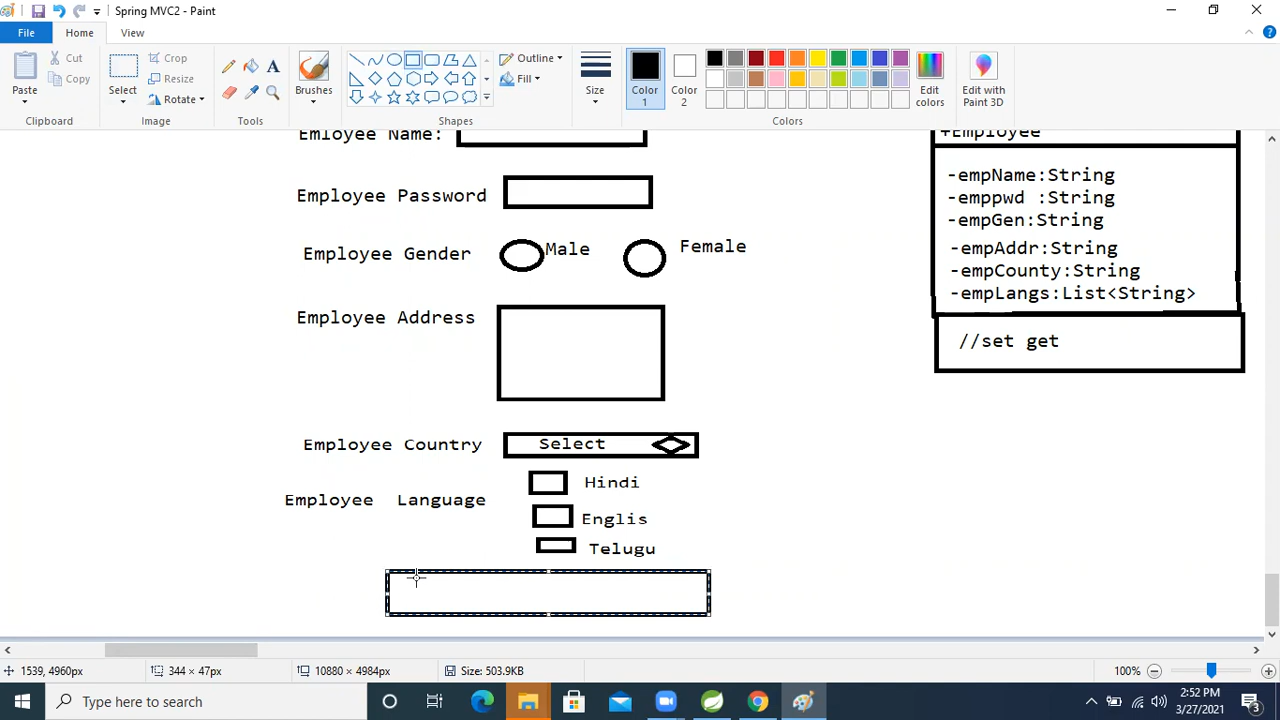 Spring MVC2 - Paint
File
Home
View
Paste
Cut
Copy
Clipboard
Select
Crop
Resize
Rotate
Image
Tools
Brushes
Shapes
Outline
Fill
Size
Color
1
Color
2
Edit
colors
Colors
Edit with
Paint 3D
Emloyee Name:
Employee Password
Employee Gender
Male
Female
Employee Address
Employee Country
Select
Employee Language
Hindi
Englis
Telugu
+Employee
-empName:String
-emppwd :String
-empGen:String
-empAddr:String
-empCounty:String
-empLangs:List<String>
//set get
1539, 4960px
344 × 47px
10880 × 4984px
Size: 503.9KB
100%
Type here to search
2:52 PM
3/27/2021
3